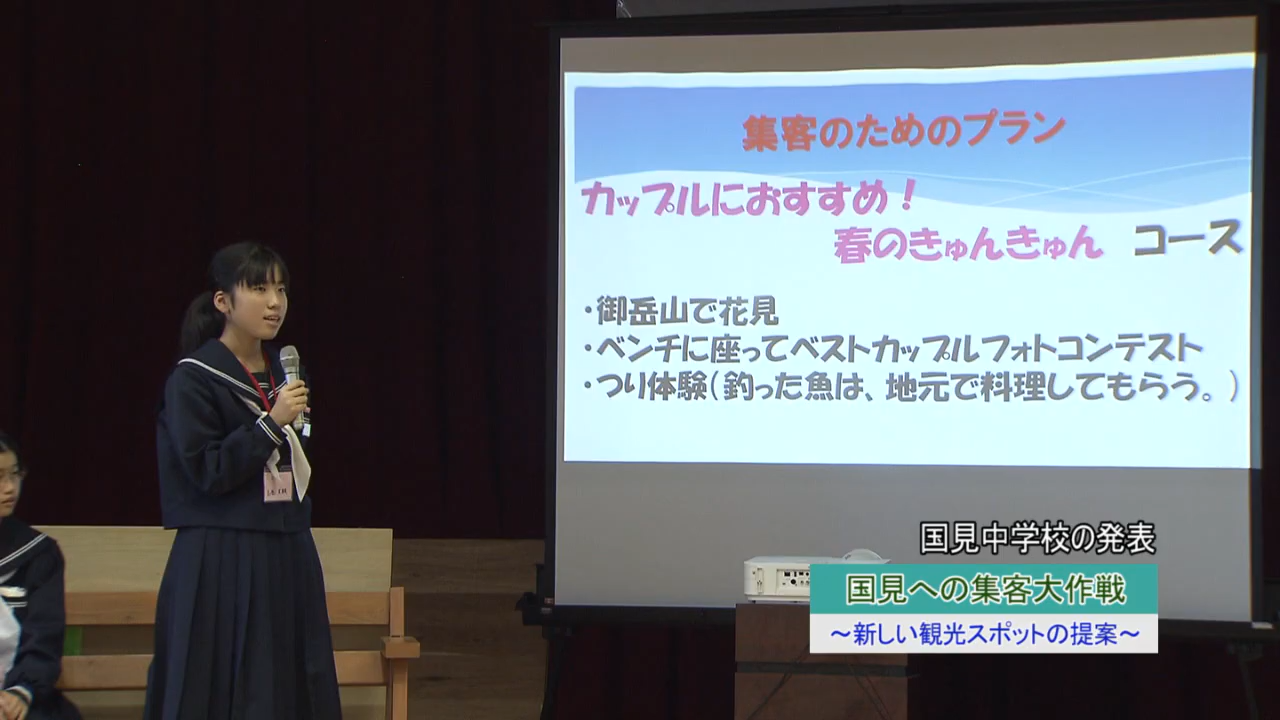 集客のためのプラン
カップルにおすすめ！
春のきゅんきゅん コース
・御岳山で花見
・ベンチに座ってベストカップルフォトコンテスト
・つり体験（釣った魚は、地元で料理してもらう。）
国見中学校の発表
国見への集客大作戦
～新しい観光スポットの提案～